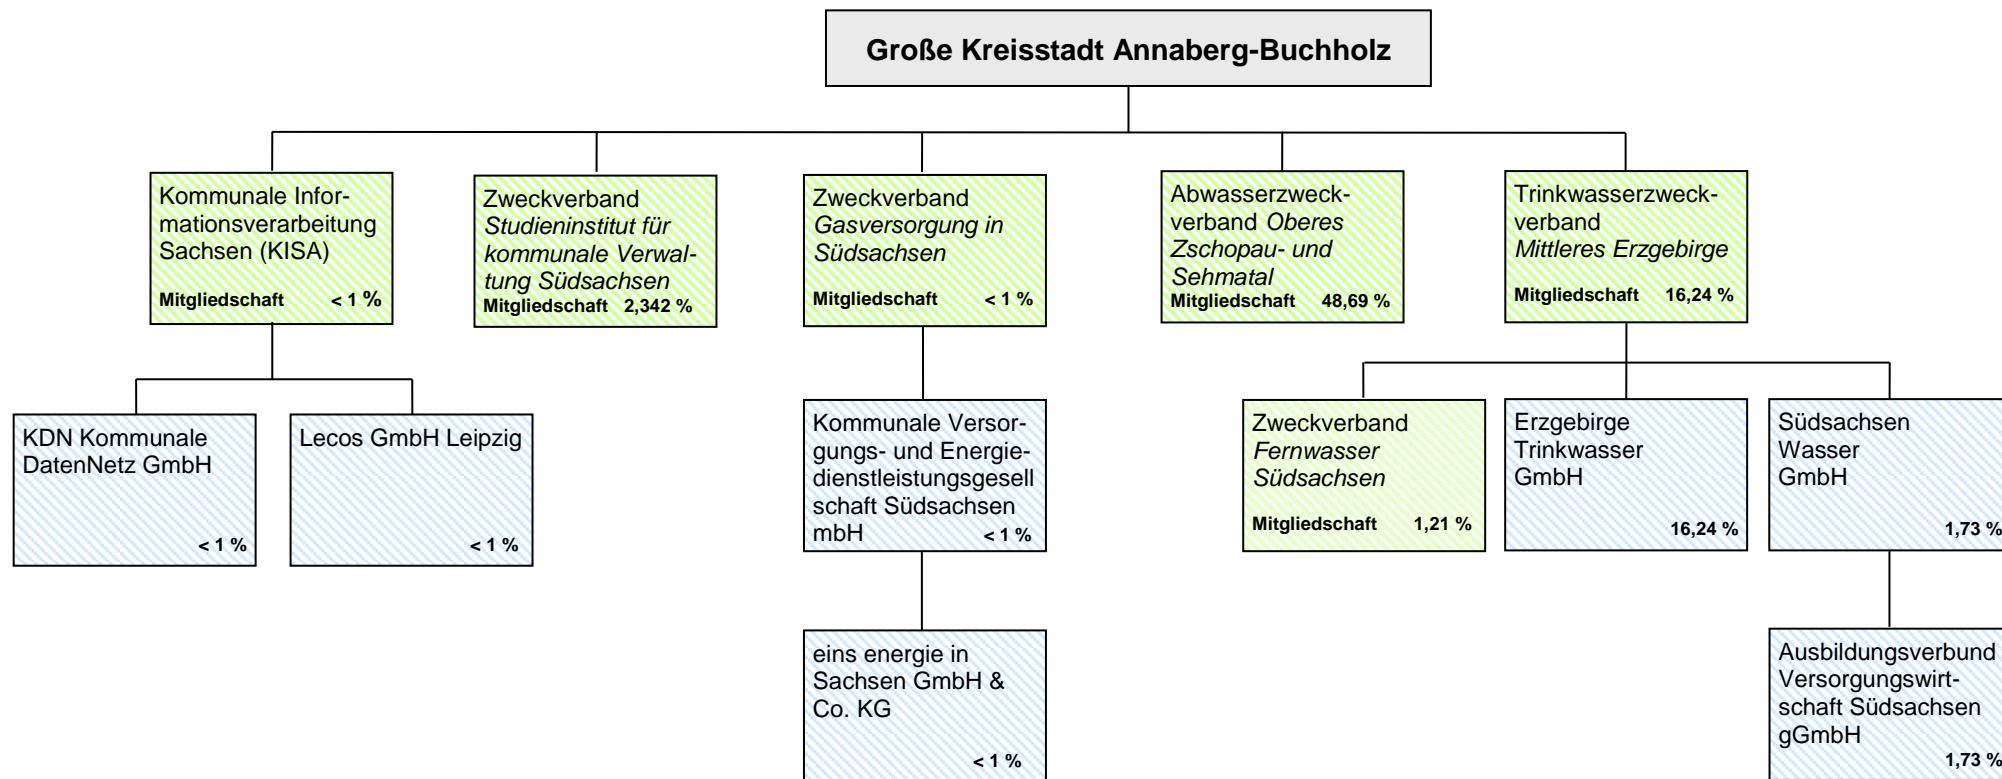 Große Kreisstadt Annaberg-Buchholz
Kommunale Infor-
mationsverarbeitung
Sachsen (KISA)
Mitgliedschaft < 1 %
Zweckverband
Studieninstitut für
kommunale Verwal-
tung Südsachsen
Mitgliedschaft 2,342 %
Zweckverband
Gasversorgung in
Südsachsen
Mitgliedschaft < 1 %
Abwasserzweck-
verband Oberes
Zschopau- und
Sehmatal
Mitgliedschaft 48,69 %
Trinkwasserzweck-
verband
Mittleres Erzgebirge
Mitgliedschaft 16,24 %
KDN Kommunale
DatenNetz GmbH
< 1 %
Lecos GmbH Leipzig
< 1 %
Kommunale Versor-
gungs- und Energie-
dienstleistungsgesell
schaft Südsachsen
mbH < 1 %
Zweckverband
Fernwasser
Südsachsen
Mitgliedschaft 1,21 %
Erzgebirge
Trinkwasser
GmbH
16,24 %
Südsachsen
Wasser
GmbH
1,73 %
eins energie in
Sachsen GmbH &
Co. KG
< 1 %
Ausbildungsverbund
Versorgungswirt-
schaft Südsachsen
gGmbH
1,73 %